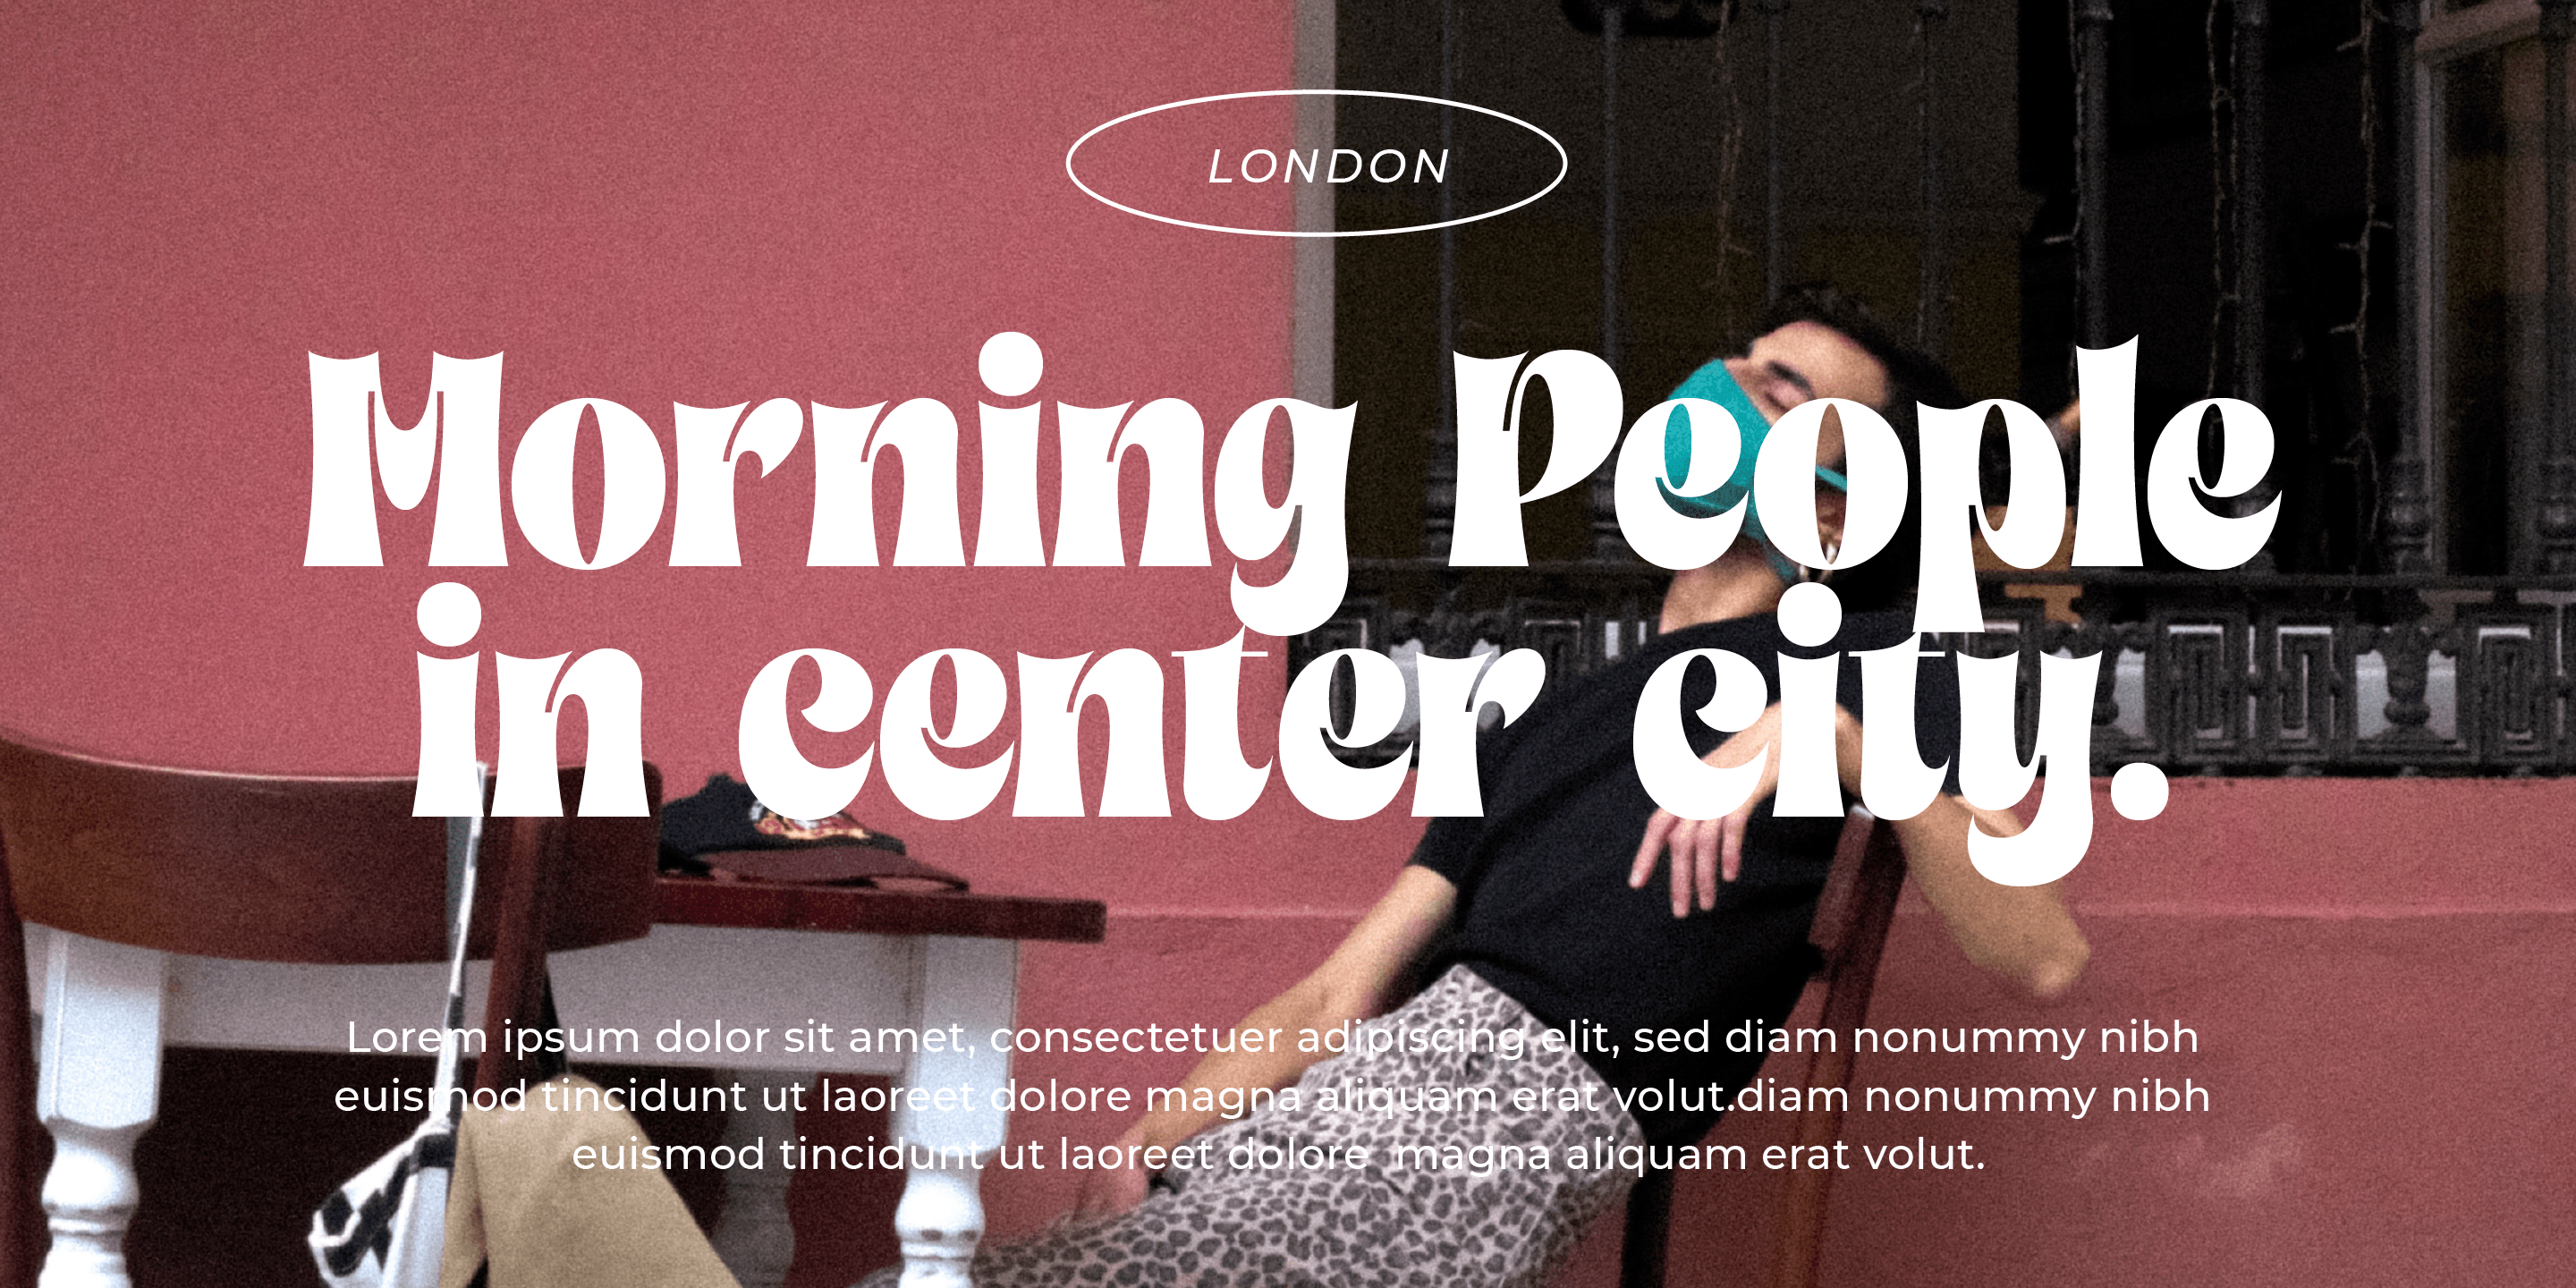 LONDON
Morning People
in center city.
Lorem ipsum dolor sit amet, consectetuer adipiscing elit, sed diam nonummy nibh
euismod tincidunt ut laoreet dolore magna aliquam erat volut.diam nonummy nibh
euismod tincidunt ut laoreet dolore  magna aliquam erat volut.